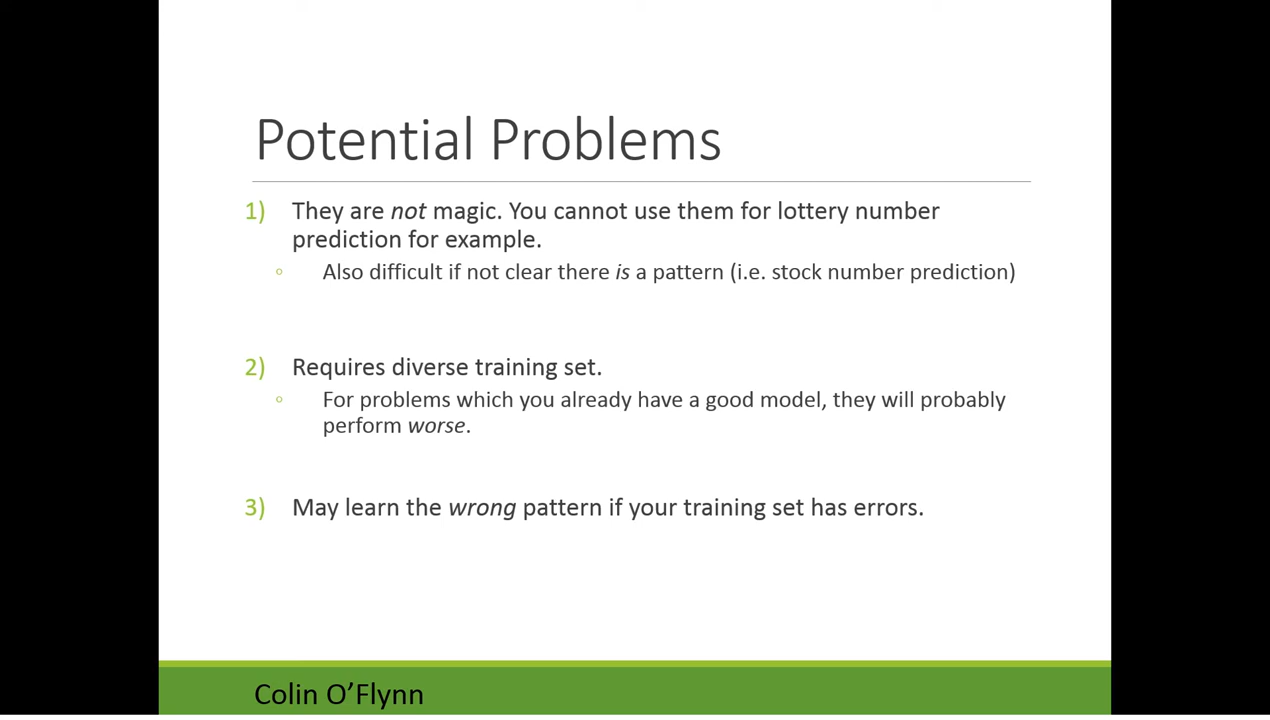 Potential Problems
1) They are not magic. You cannot use them for lottery number
prediction for example.
◦ Also difficult if not clear there is a pattern (i.e. stock number prediction)
2) Requires diverse training set.
◦ For problems which you already have a good model, they will probably
perform worse.
3) May learn the wrong pattern if your training set has errors.
Colin O’Flynn